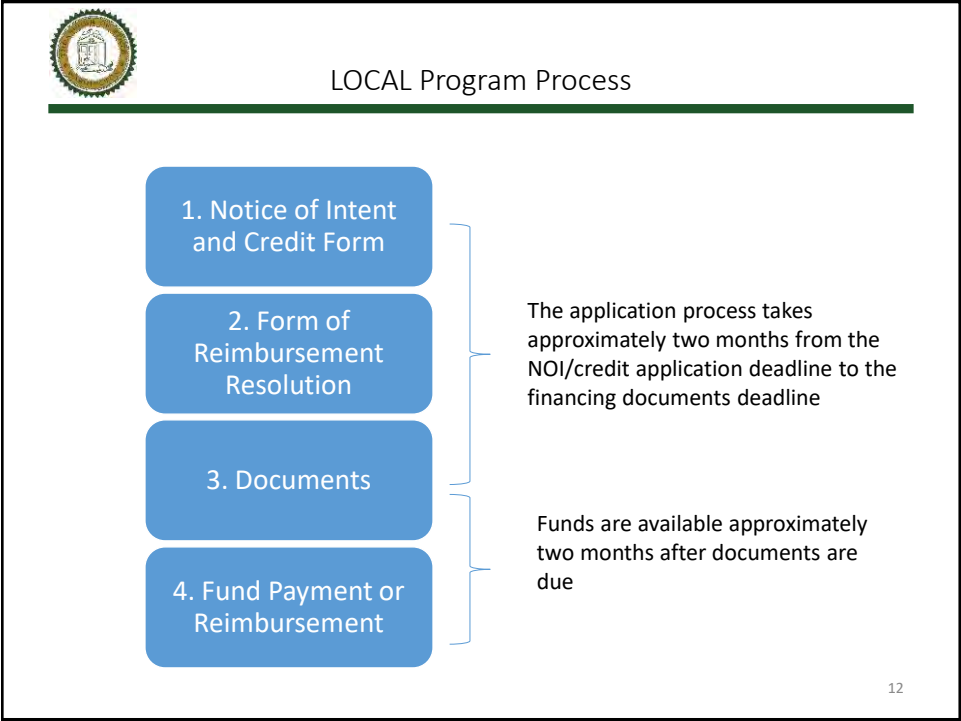 LOCAL Program Process
1. Notice of Intent
and Credit Form
2. Form of
Reimbursement
Resolution
3. Documents
4. Fund Payment or
Reimbursement
The application process takes
approximately two months from the
NOI/credit application deadline to the
financing documents deadline
Funds are available approximately
two months after documents are
due
12